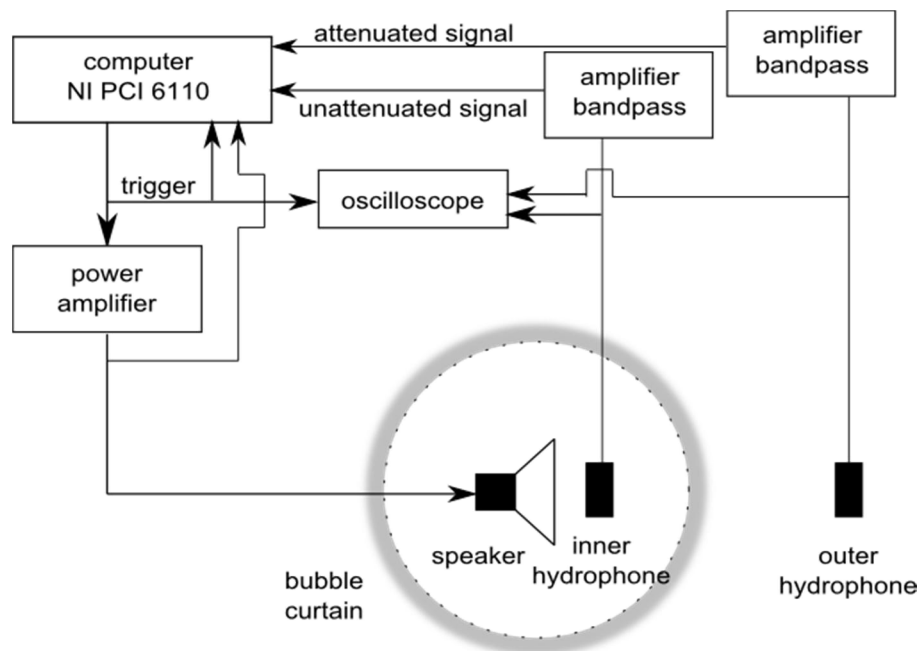 attenuated signal
amplifier
bandpass
computer
NI PCI 6110
amplifier
bandpass
unattenuated signal
trigger
oscilloscope
power
amplifier
speaker
inner
hydrophone
outer
hydrophone
bubble
curtain